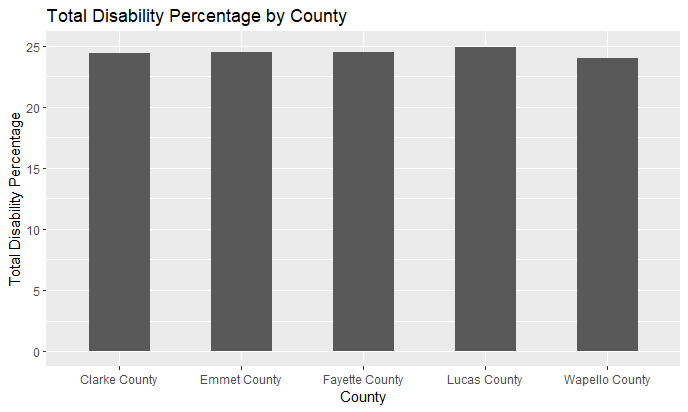 Total Disability Percentage by County
Total Disability Percentage
25
20
15
10
5
0
Clarke County
Emmet County
Fayette County
Lucas County
Wapello County
County